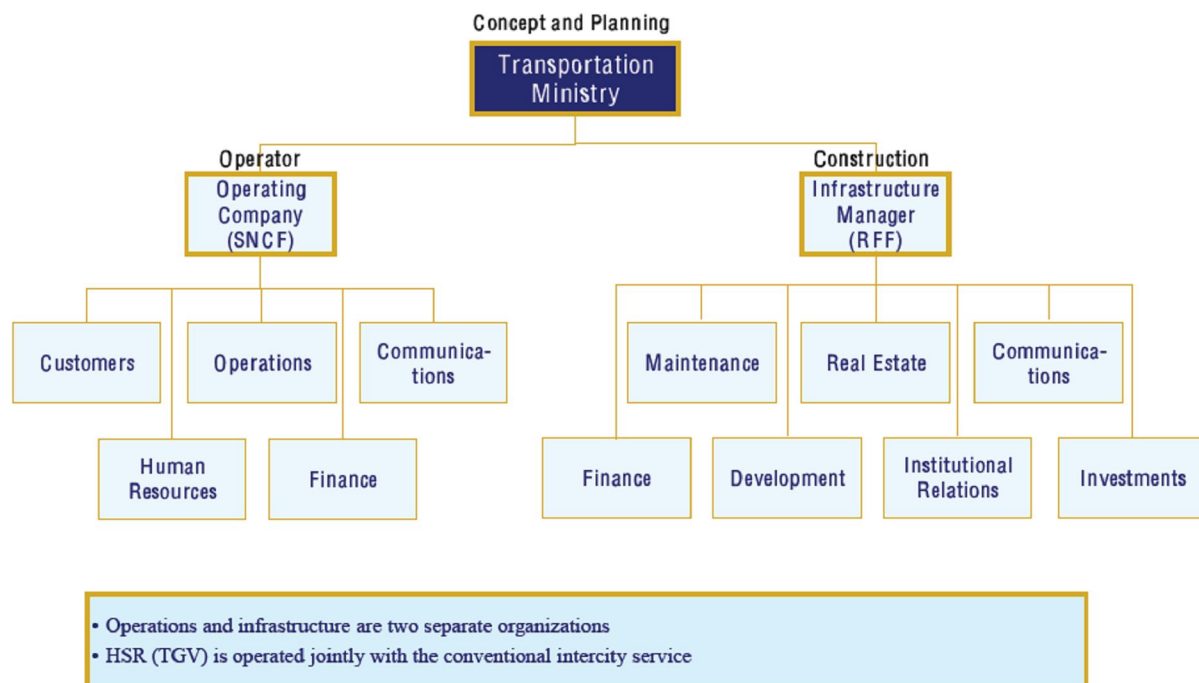 Concept and Planning
Transportation
Ministry
Operator
Operating
Company
(SNCF)
Construction
Infrastructure
Manager
(RFF)
Customers
Operations
Communica-
tions
Human
Resources
Finance
Maintenance
Real Estate
Communica-
tions
Finance
Development
Institutional
Relations
Investments
• Operations and infrastructure are two separate organizations
• HSR (TGV) is operated jointly with the conventional intercity service